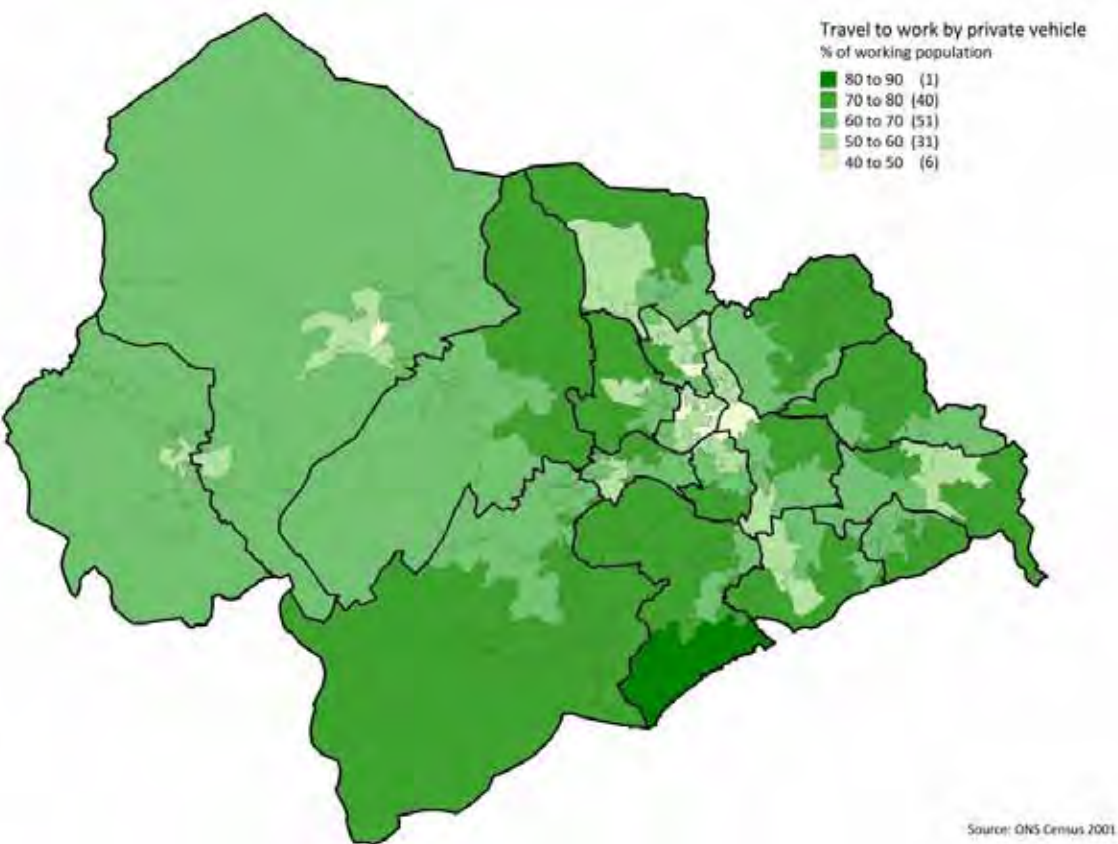 Travel to work by private vehicle
% of working population
80 to 90 (1)
70 to 80 (40)
60 to 70 (51)
50 to 60 (31)
40 to 50 (6)
Source: ONS Census 2001